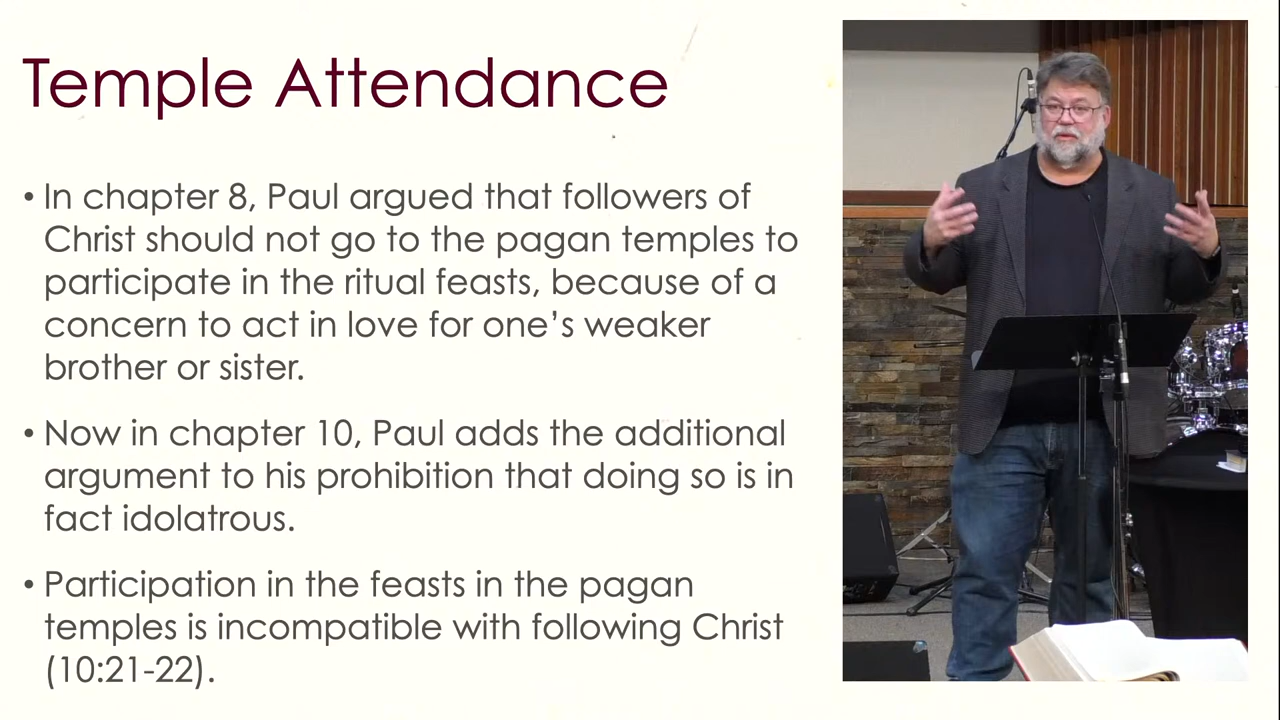 Temple Attendance
• In chapter 8, Paul argued that followers of
Christ should not go to the pagan temples to
participate in the ritual feasts, because of a
concern to act in love for one’s weaker
brother or sister.
• Now in chapter 10, Paul adds the additional
argument to his prohibition that doing so is in
fact idolatrous.
• Participation in the feasts in the pagan
temples is incompatible with following Christ
(10:21-22).